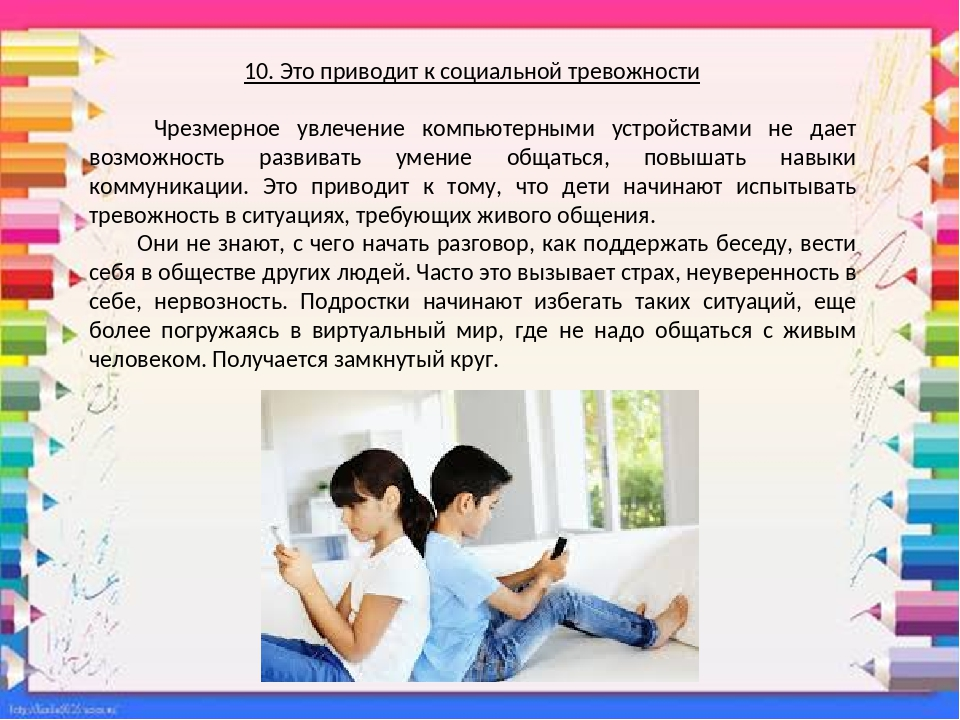 10. Это приводит к социальной тревожности
Чрезмерное увлечение компьютерными устройствами не дает
возможность развивать умение общаться, повышать навыки
коммуникации. Это приводит к тому, что дети начинают испытывать
тревожность в ситуациях, требующих живого общения.
Они не знают, с чего начать разговор, как поддержать беседу, вести
себя в обществе других людей. Часто это вызывает страх, неуверенность в
себе, нервозность. Подростки начинают избегать таких ситуаций, еще
более погружаясь в виртуальный мир, где не надо общаться с живым
человеком. Получается замкнутый круг.